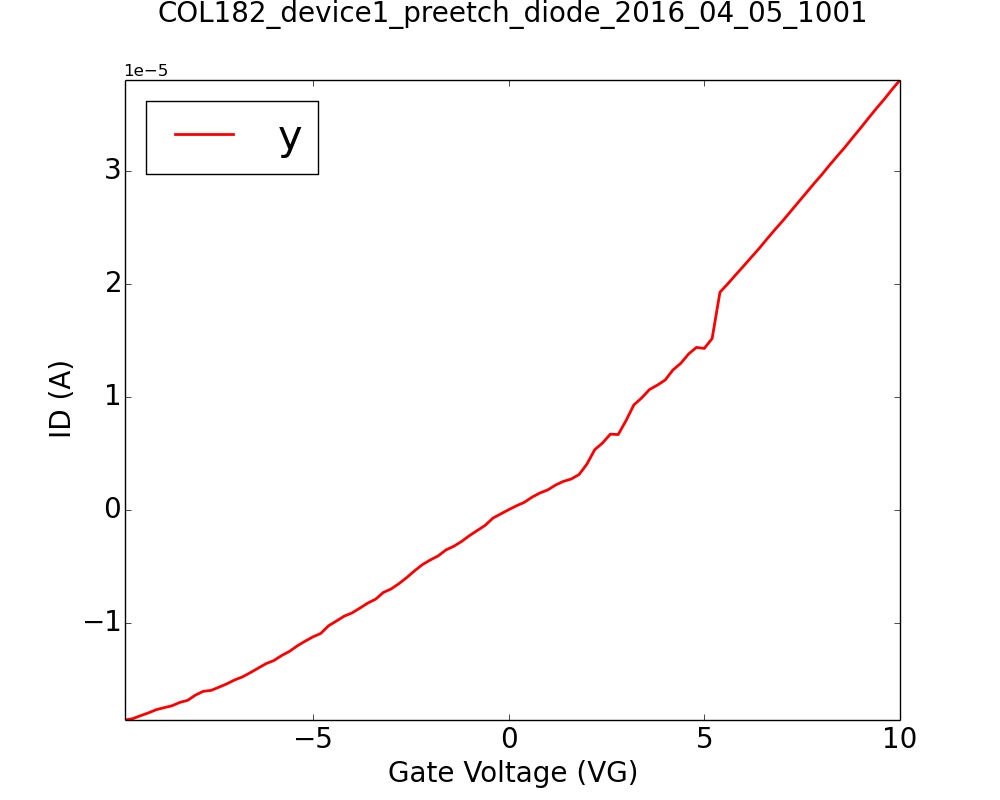 COL182_device1_preetch_diode_2016_04_05_1001
1e−5
y
3
2
1
0
−1
ID (A)
−5 0 5 10
Gate Voltage (VG)